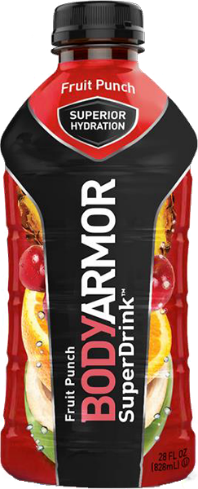 Fruit Punch
SUPERIOR
HYDRATION
Fruit Punch
BODYARMOR
SuperDrink™
28 FL OZ
(828mL)